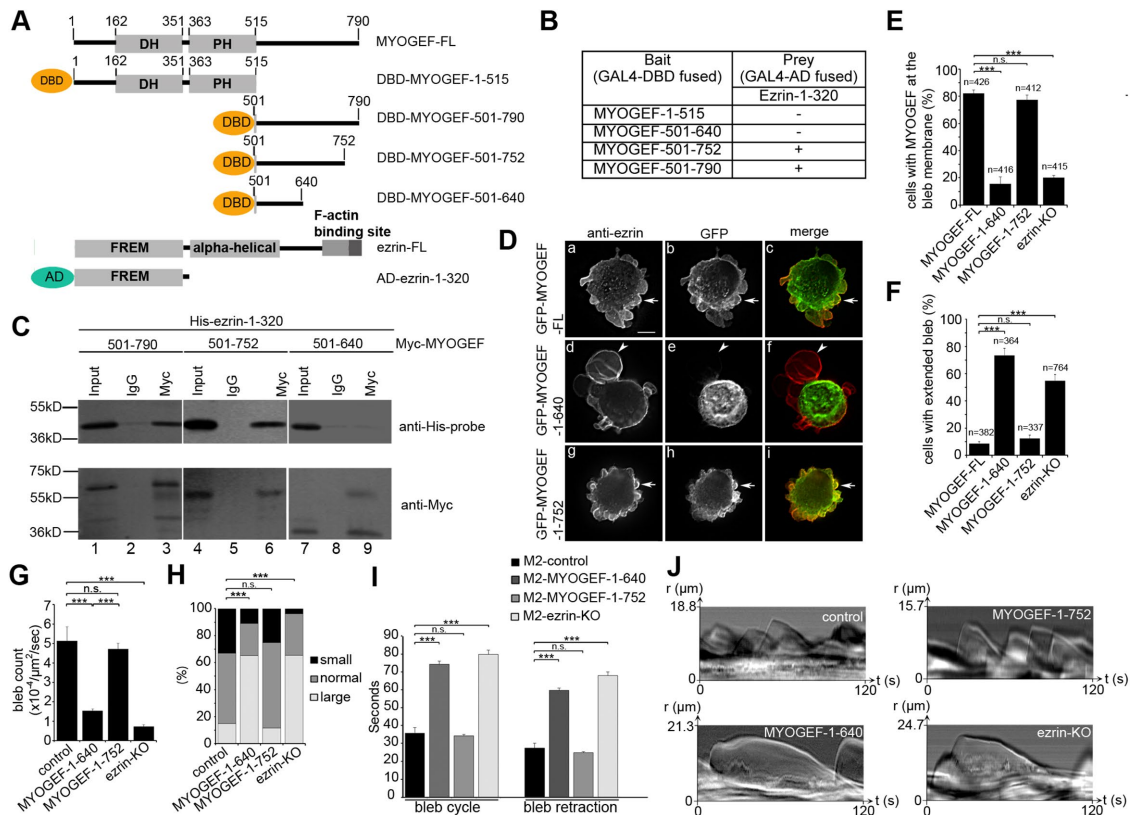 A
1 162 351 363 515 790
DH PH MYOGEF-FL
1 162 351 363 515
DBD DH PH DBD-MYOGEF-1-515
501 790
DBD DBD-MYOGEF-501-790
501 752
DBD DBD-MYOGEF-501-752
501 640
DBD DBD-MYOGEF-501-640
F-actin
binding site
FREM alpha-helical ezrin-FL
AD FREM AD-ezrin-1-320
B
Bait Prey
(GAL4-DBD fused) (GAL4-AD fused)
Ezrin-1-320
MYOGEF-1-515 -
MYOGEF-501-640 -
MYOGEF-501-752 +
MYOGEF-501-790 +
C
His-ezrin-1-320
501-790 501-752 501-640 Myc-MYOGEF
Input IgG Myc Input IgG Myc Input IgG Myc
55kD
36kD
anti-His-probe
75kD
55kD
36kD
anti-Myc
1 2 3 4 5 6 7 8 9
D
anti-ezrin GFP merge
GFP-MYOGEF
-FL
a b c
GFP-MYOGEF
-1-640
d e f
GFP-MYOGEF
-1-752
g h i
E
cells with MYOGEF at the
bleb membrane (%)
100
80
60
40
20
0
***
n.s.
***
n=426 n=416 n=412 n=415
MYOGEF-FL MYOGEF-1-640 MYOGEF-1-752 ezrin-KO
F
cells with extended bleb (%)
100
80
60
40
20
0
***
n.s.
***
n=382 n=364 n=337 n=764
MYOGEF-FL MYOGEF-1-640 MYOGEF-1-752 ezrin-KO
G
bleb count
(x10-4/µm2/sec)
6
5
4
3
2
1
0
***
n.s.
*** ***
control MYOGEF-1-640 MYOGEF-1-752 ezrin-KO
H
(%)
100
80
60
40
20
0
***
n.s.
***
small
normal
large
control MYOGEF-1-640 MYOGEF-1-752 ezrin-KO
I
M2-control
M2-MYOGEF-1-640
M2-MYOGEF-1-752
M2-ezrin-KO
Seconds
100
90
80
70
60
50
40
30
20
10
0
***
n.s.
***
***
n.s.
***
bleb cycle bleb retraction
J
r (µm)
18.8
control
0
0 120
t (s)
r (µm)
15.7
MYOGEF-1-752
0
0 120
t (s)
21.3
MYOGEF-1-640
0
0 120
t (s)
24.7
ezrin-KO
0
0 120
t (s)